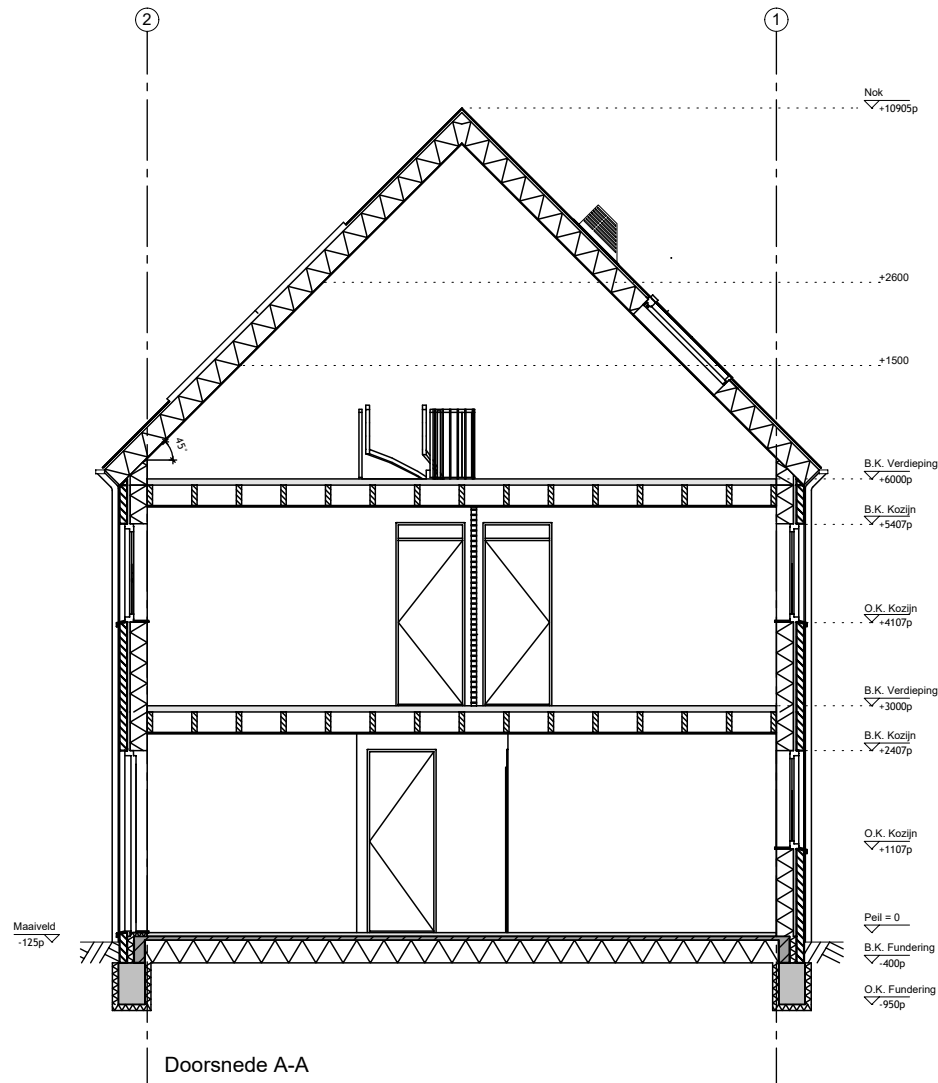 2
1
Nok
+10905p
+2600
+1500
45°
B.K. Verdieping
+6000p
B.K. Kozijn
+5407p
O.K. Kozijn
+4107p
B.K. Verdieping
+3000p
B.K. Kozijn
+2407p
O.K. Kozijn
+1107p
Maaiveld
-125p
Peil = 0
B.K. Fundering
-400p
O.K. Fundering
-950p
Doorsnede A-A